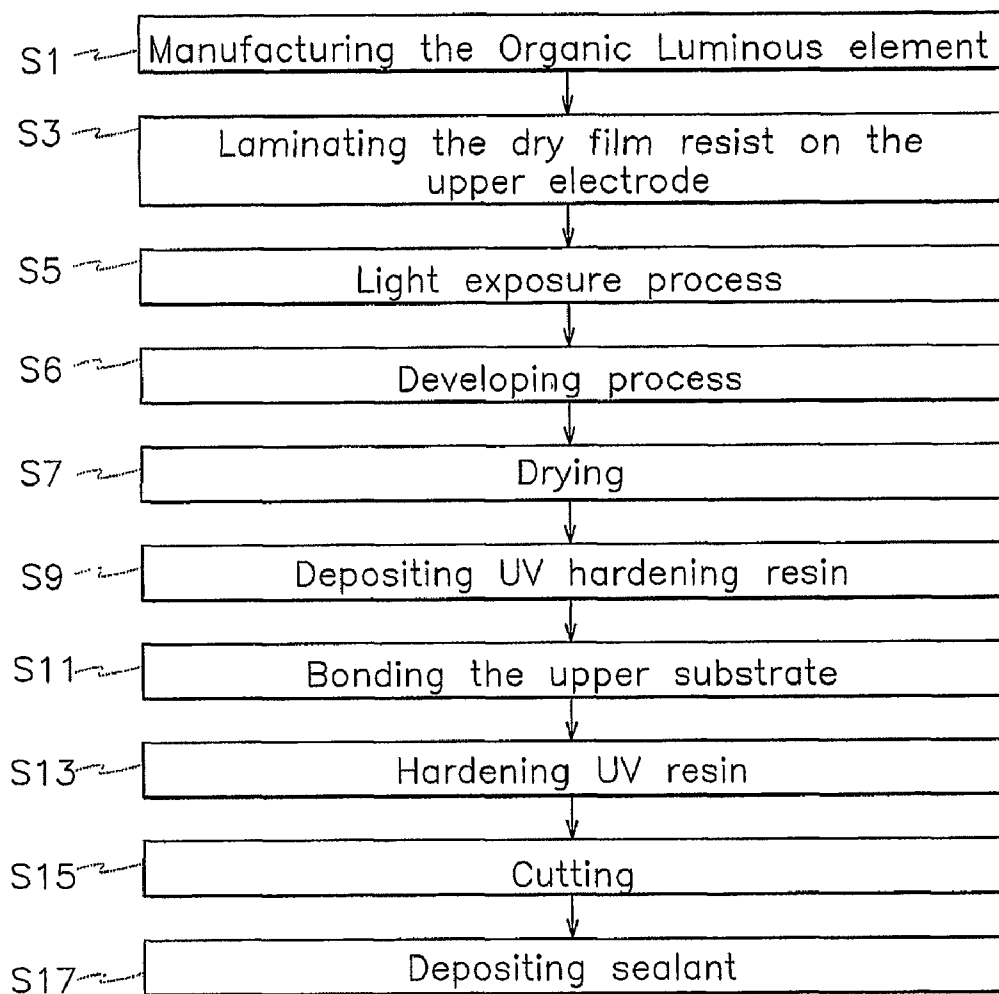 S1 Manufacturing the Organic Luminous element
S3 Laminating the dry film resist on the
upper electrode
S5 Light exposure process
S6 Developing process
S7 Drying
S9 Depositing UV hardening resin
S11 Bonding the upper substrate
S13 Hardening UV resin
S15 Cutting
S17 Depositing sealant